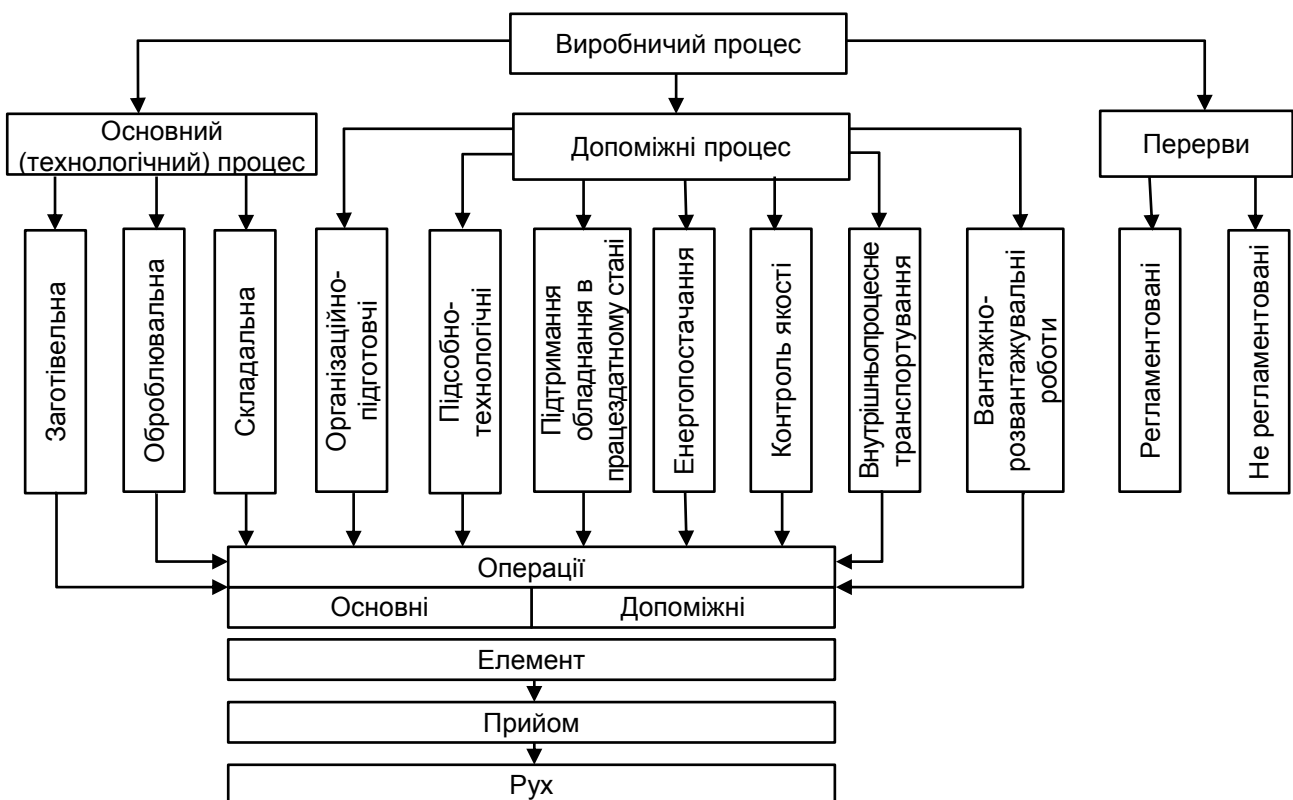 Виробничий процес
Основний
(технологічний) процес
Допоміжні процес
Перерви
Заготівельна
Оброблювальна
Складальна
Організаційно-
підготовчі
Підсобно-
технологічні
Підтримання
обладнання в
працездатному стані
Енергопостачання
Контроль якості
Внутрішньопроцесне
транспортування
Вантажно-
розвантажувальні
роботи
Регламентовані
Не регламентовані
Операції
Основні
Допоміжні
Елемент
Прийом
Рух